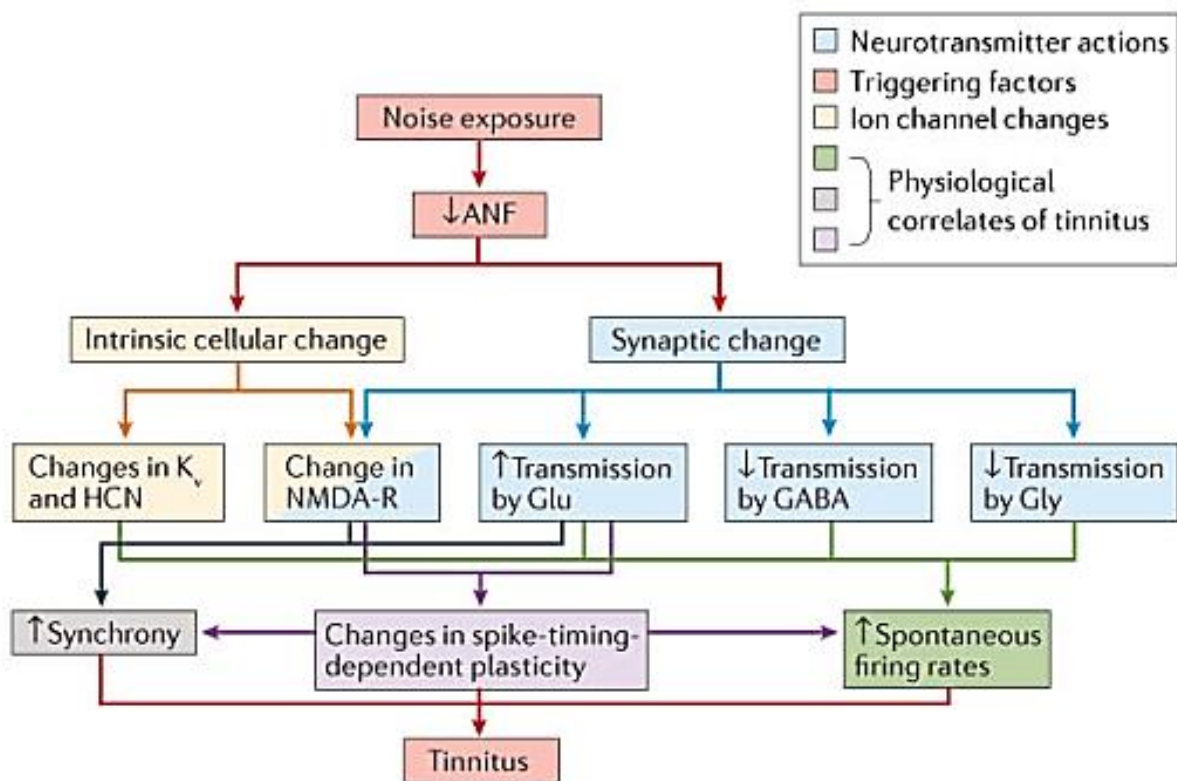 Neurotransmitter actions
Triggering factors
Ion channel changes
Physiological
correlates of tinnitus
Noise exposure
↓ANF
Intrinsic cellular change
Synaptic change
Changes in Kv
and HCN
Change in
NMDA-R
↑Transmission
by Glu
↓Transmission
by GABA
↓Transmission
by Gly
↑Synchrony
Changes in spike-timing-
dependent plasticity
↑Spontaneous
firing rates
Tinnitus